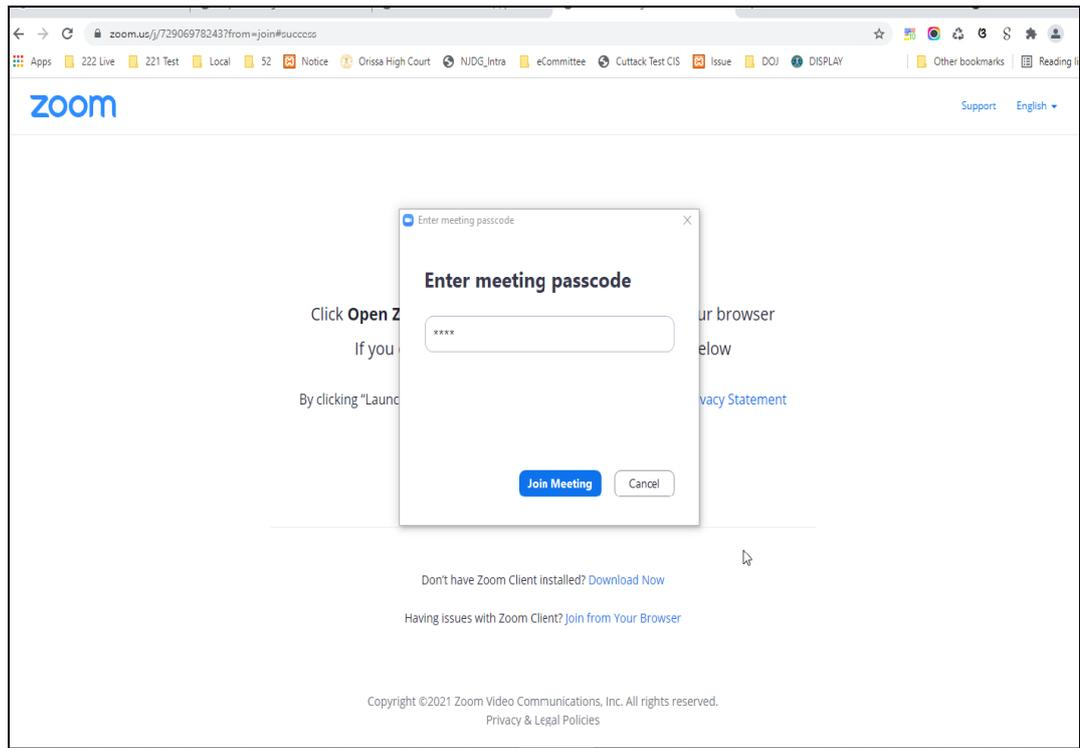 zoom.us/j/72906978243?from=join#success
Apps 222 Live 221 Test Local 52 Notice Orissa High Court NJDG_Intra eCommittee Cuttack Test CIS Issue DOJ DISPLAY Other bookmarks Reading li
zoom Support English
Enter meeting passcode
Enter meeting passcode
Click Open Z ur browser
****
If you elow
By clicking “Launc vacy Statement
Join Meeting Cancel
Don't have Zoom Client installed? Download Now
Having issues with Zoom Client? Join from Your Browser
Copyright ©2021 Zoom Video Communications, Inc. All rights reserved.
Privacy & Legal Policies